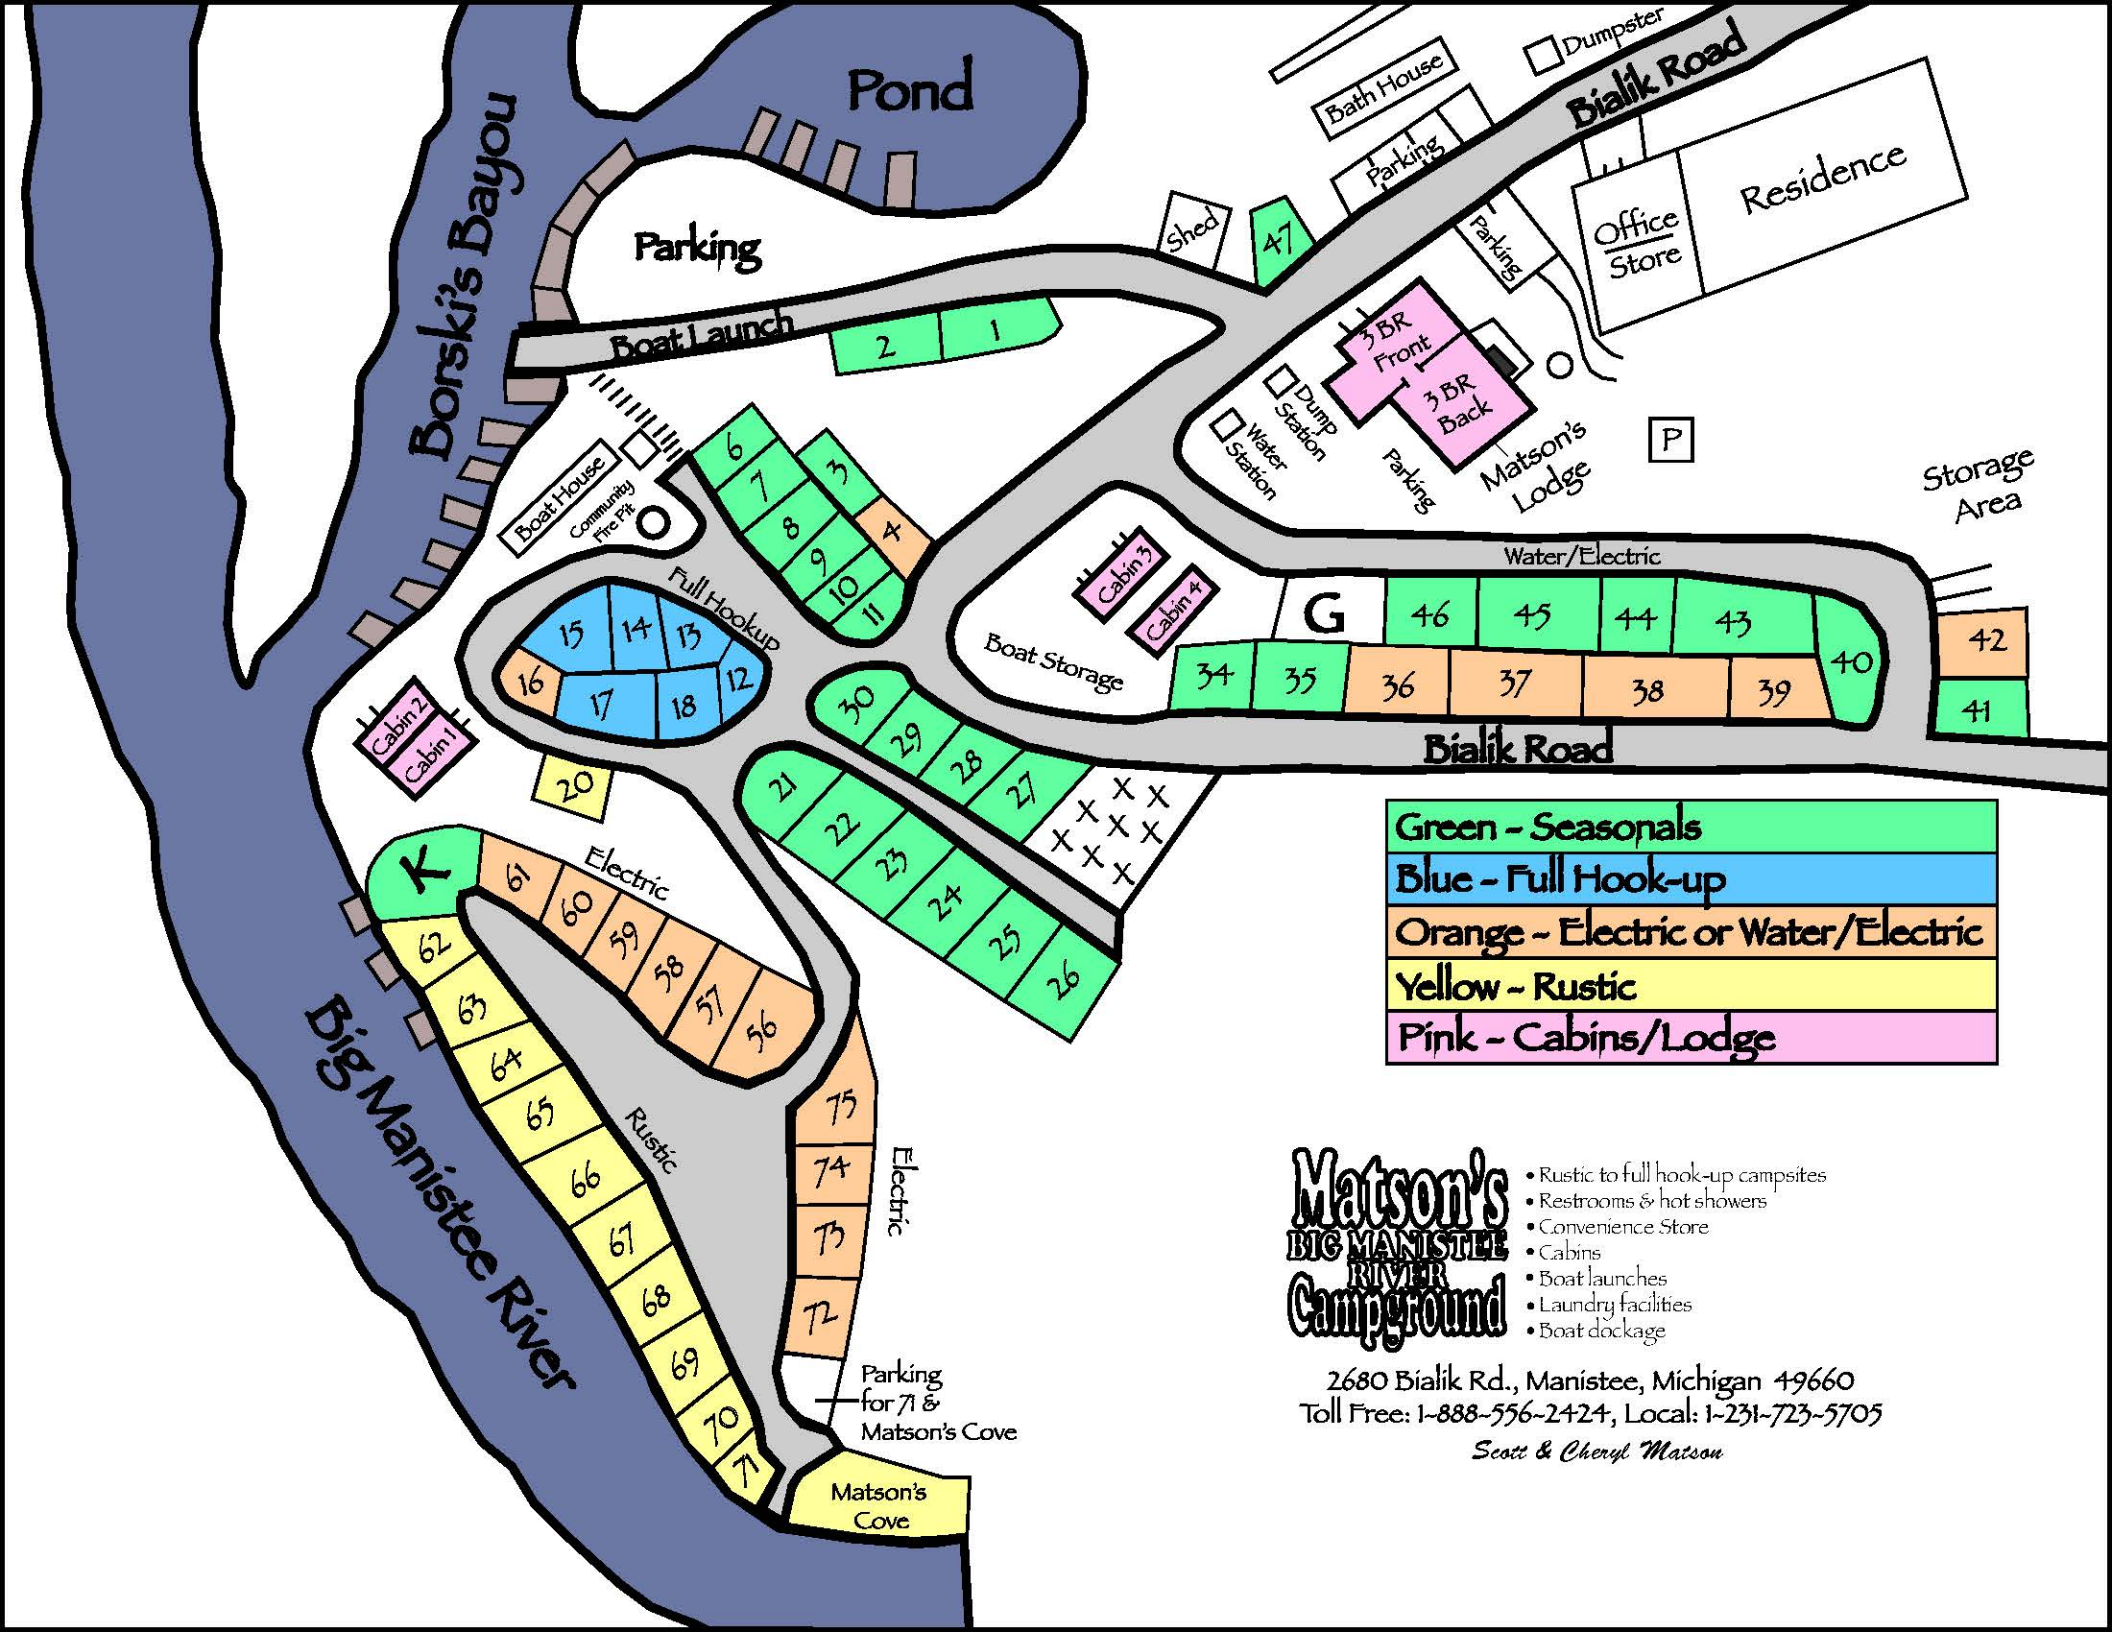 Dumpster
Bialik Road
Bath House
Parking
Pond
Borski's Bayou
Parking
Shed
47
Parking
Office
Store
Residence
Boat Launch
2
1
3 BR
Front
3 BR
Back
Matson's
Lodge
P
Dump
Station
Water
Station
Parking
Storage
Area
Boat House
Community
Fire Pit
6
7
8
9
10
11
3
4
Full Hookup
15
14
13
12
16
17
18
Cabin 3
Cabin 4
Boat Storage
Water/Electric
G
46
45
44
43
40
42
41
34
35
36
37
38
39
Bialik Road
Cabin 2
Cabin 1
20
30
29
28
27
X X
X
X X
X
X
X
21
22
23
24
25
26
K
61
60
59
58
57
56
Electric
62
63
64
65
66
67
68
69
70
71
Rustic
75
74
73
72
Electric
Parking
for 71 &
Matson's Cove
Matson's
Cove
Big Manistee River
Green - Seasonals
Blue - Full Hook-up
Orange - Electric or Water/Electric
Yellow - Rustic
Pink - Cabins/Lodge
Matson's
BIG MANISTEE
RIVER
Campground
• Rustic to full hook-up campsites
• Restrooms & hot showers
• Convenience Store
• Cabins
• Boat launches
• Laundry facilities
• Boat dockage
2680 Bialik Rd., Manistee, Michigan 49660
Toll Free: 1-888-556-2424, Local: 1-231-723-5705
Scott & Cheryl Matson